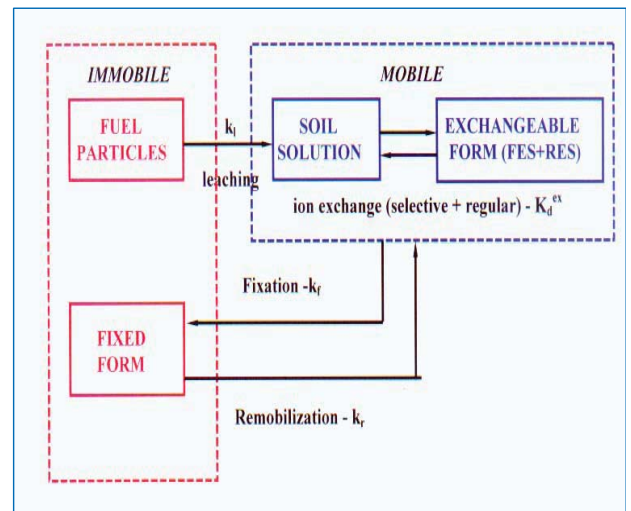 IMMOBILE
MOBILE
FUEL
PARTICLES
k_l
leaching
SOIL
SOLUTION
EXCHANGEABLE
FORM (FES+RES)
ion exchange (selective + regular) - K_d^ex
Fixation -k_f
FIXED
FORM
Remobilization - k_r